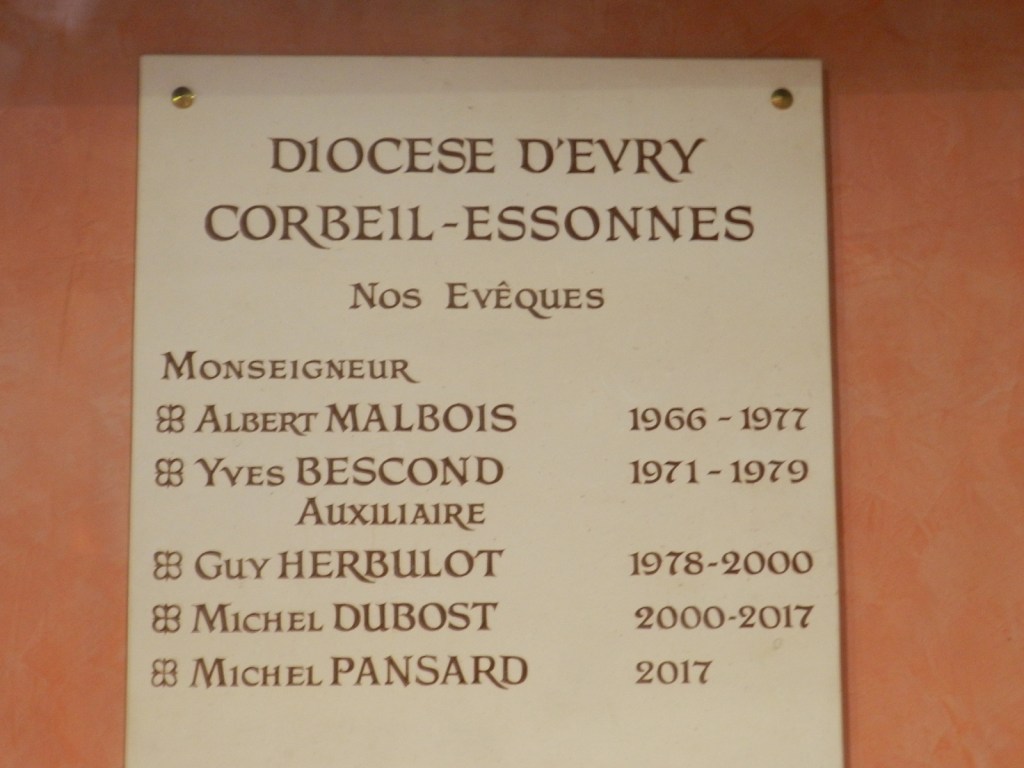 DIOCESE D'EVRY
CORBEIL-ESSONNES
NOS EVÊQUES
MONSEIGNEUR
ALBERT MALBOIS 1966 - 1977
YVES BESCOND 1971 - 1979
AUXILIAIRE
GUY HERBULOT 1978-2000
MICHEL DUBOST 2000-2017
MICHEL PANSARD 2017